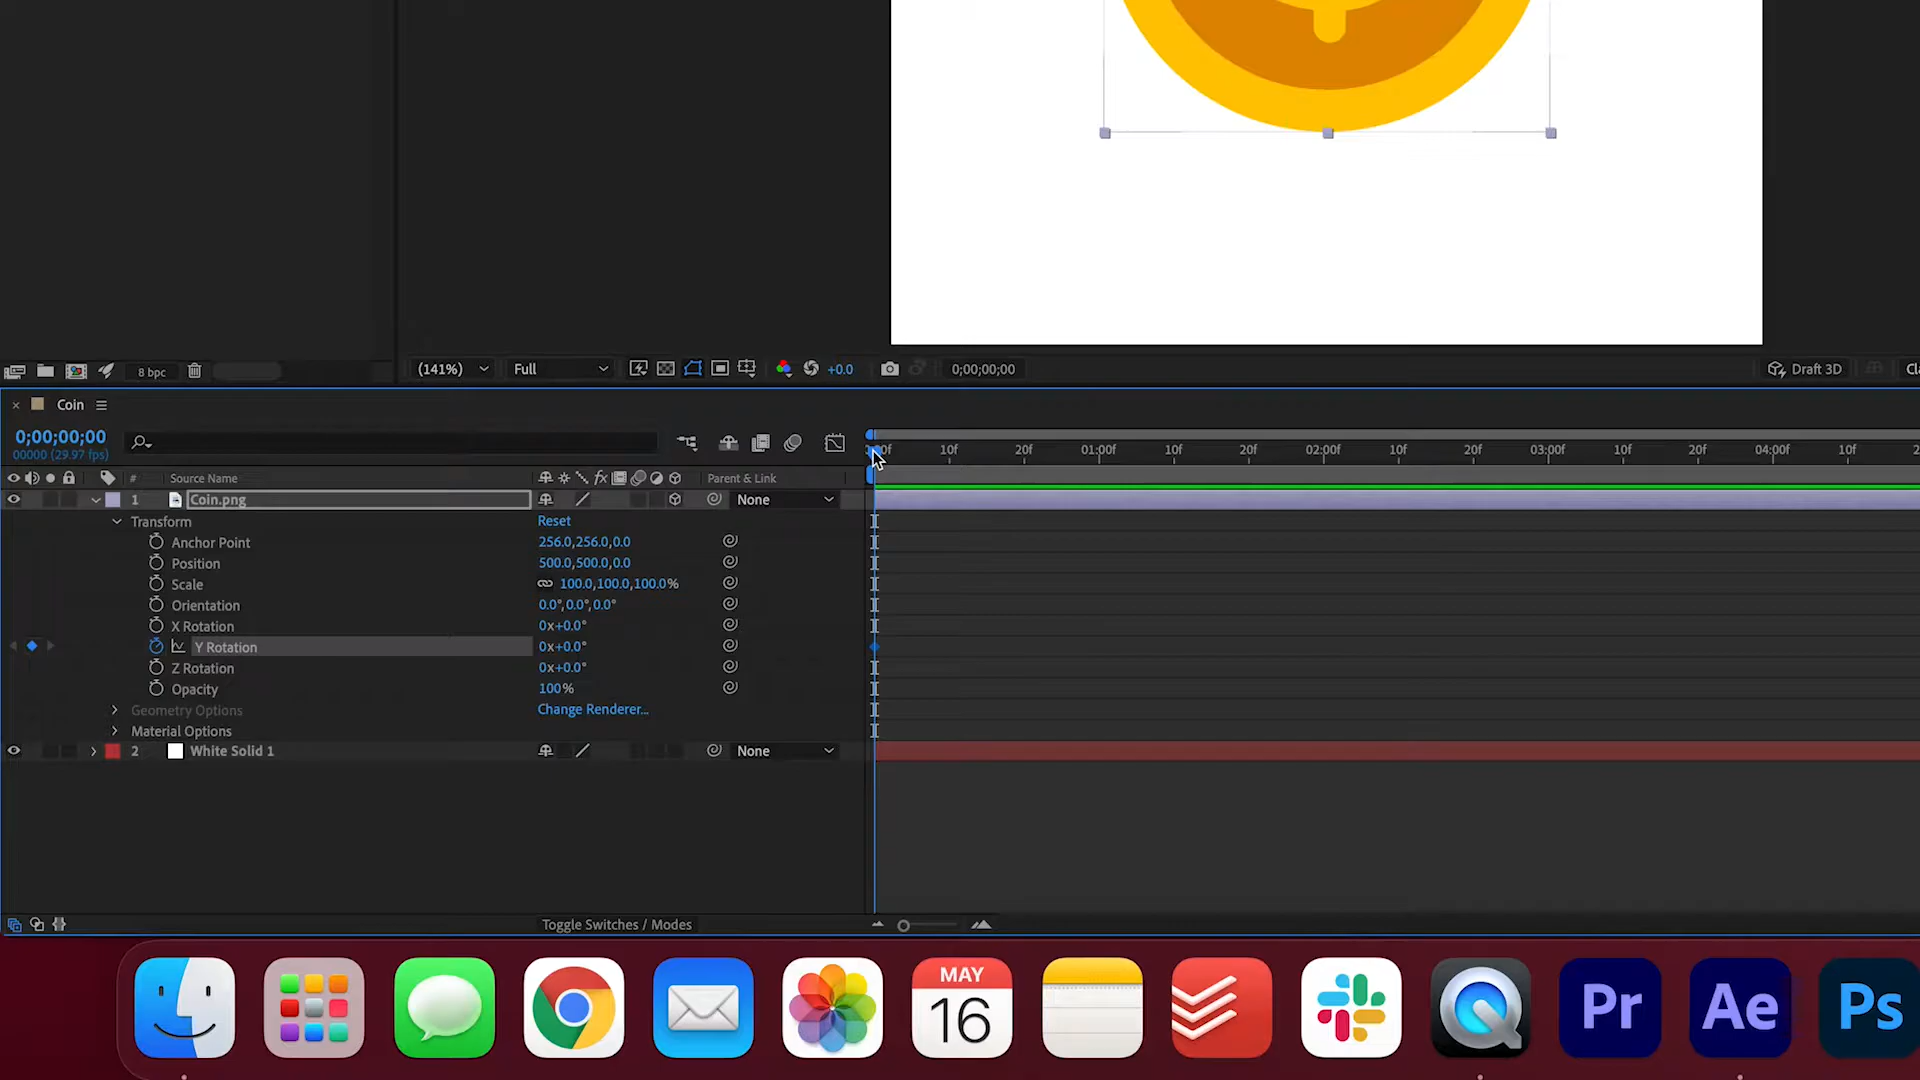 8 bpc
(141%)
Full
+0.0
0;00;00;00
Draft 3D
Cla
Coin
0;00;00;00
00000 (29.97 fps)
10f 20f 01:00f 10f 20f 02:00f 10f 20f 03:00f 10f 20f 04:00f 10f 2
# Source Name fx Parent & Link
1 Coin.png None
Transform Reset
Anchor Point 256.0,256.0,0.0
Position 500.0,500.0,0.0
Scale 100.0,100.0,100.0%
Orientation 0.0°,0.0°,0.0°
X Rotation 0x+0.0°
Y Rotation 0x+0.0°
Z Rotation 0x+0.0°
Opacity 100%
Geometry Options Change Renderer...
Material Options
2 White Solid 1 None
Toggle Switches / Modes
MAY
16
Pr
Ae
Ps